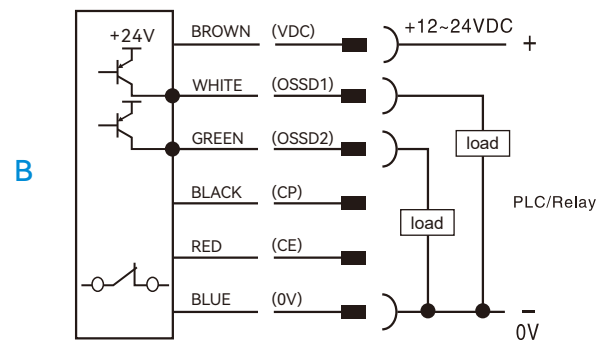 +24V
BROWN (VDC) +12~24VDC +
WHITE (OSSD1)
GREEN (OSSD2)
load
B
BLACK (CP)
PLC/Relay
load
RED (CE)
BLUE (0V) −
0V